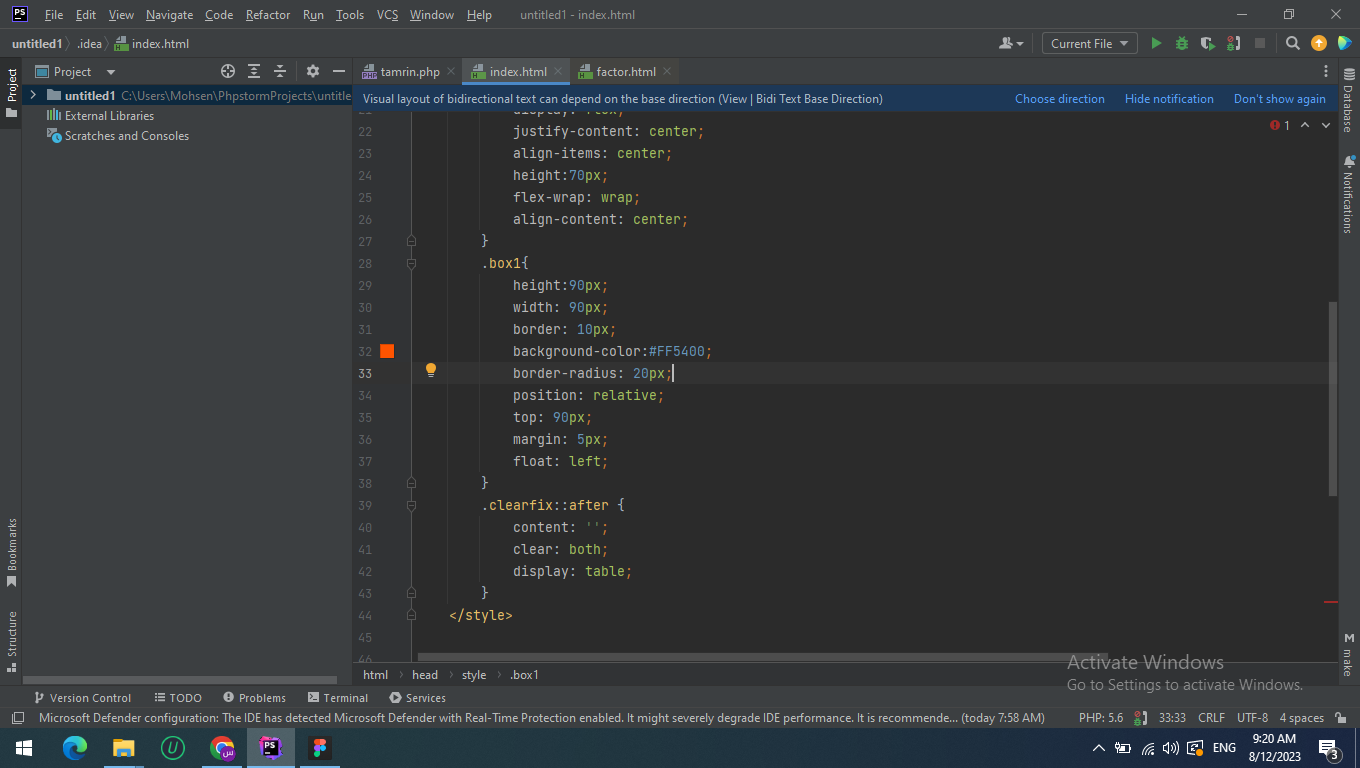 PS File Edit View Navigate Code Refactor Run Tools VCS Window Help untitled1 - index.html
untitled1 .idea index.html Current File
Project
Project tamrin.php index.html factor.html
untitled1 C:\Users\Mohsen\PhpstormProjects\untitle
External Libraries
Scratches and Consoles
Visual layout of bidirectional text can depend on the base direction (View | Bidi Text Base Direction) Choose direction Hide notification Don't show again
1
21 display: flex;
22 justify-content: center;
23 align-items: center;
24 height:70px;
25 flex-wrap: wrap;
26 align-content: center;
27 }
28 .box1{
29 height:90px;
30 width: 90px;
31 border: 10px;
32 background-color:#FF5400;
33 border-radius: 20px;
34 position: relative;
35 top: 90px;
36 margin: 5px;
37 float: left;
38 }
39 .clearfix::after {
40 content: '';
41 clear: both;
42 display: table;
43 }
44 </style>
45
46
Database
Notifications
make
Bookmarks
Structure
html head style .box1
Activate Windows
Go to Settings to activate Windows.
Version Control TODO Problems Terminal Services
Microsoft Defender configuration: The IDE has detected Microsoft Defender with Real-Time Protection enabled. It might severely degrade IDE performance. It is recommende... (today 7:58 AM) PHP: 5.6 33:33 CRLF UTF-8 4 spaces
س PS ENG 9:20 AM
8/12/2023
3